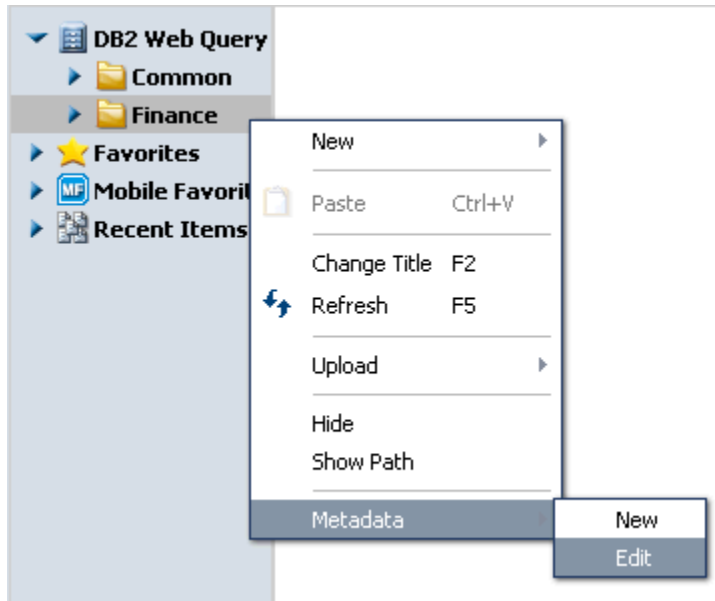 DB2 Web Query
Common
Finance
Favorites
MF Mobile Favorit
Recent Items
New
Paste Ctrl+V
Change Title F2
Refresh F5
Upload
Hide
Show Path
Metadata
New
Edit